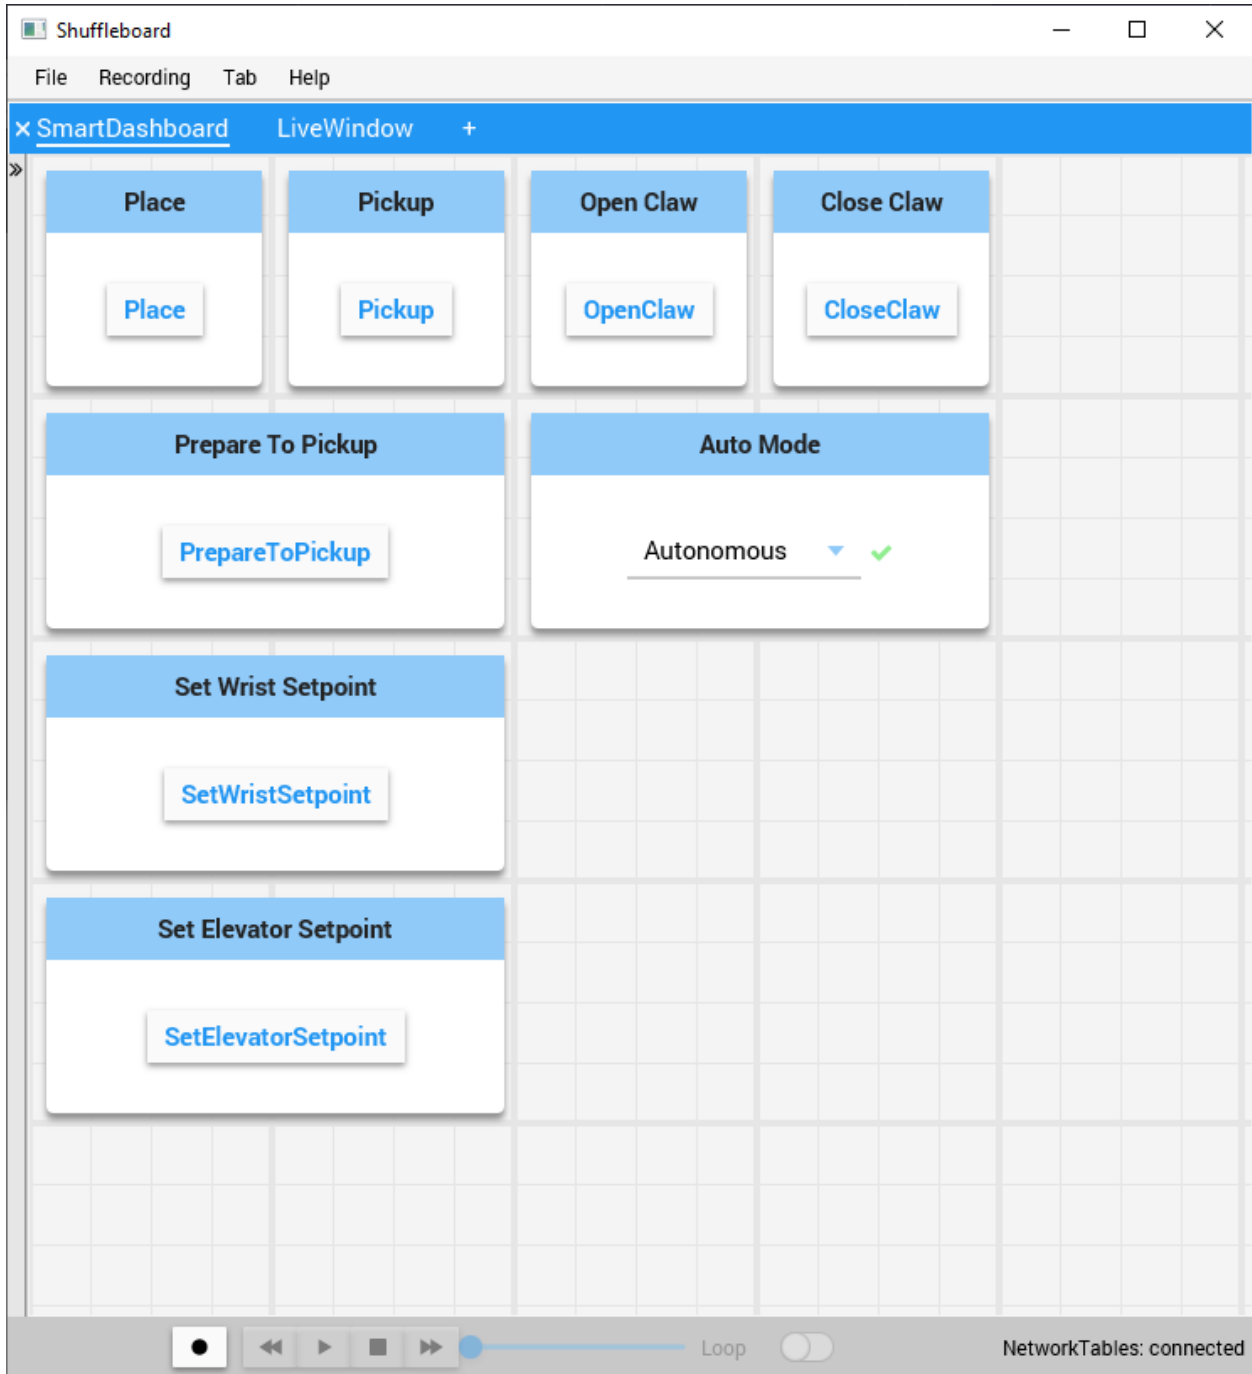 Shuffleboard
File Recording Tab Help
SmartDashboard LiveWindow +
Place Pickup Open Claw Close Claw
Place Pickup OpenClaw CloseClaw
Prepare To Pickup Auto Mode
PrepareToPickup Autonomous
Set Wrist Setpoint
SetWristSetpoint
Set Elevator Setpoint
SetElevatorSetpoint
Loop NetworkTables: connected